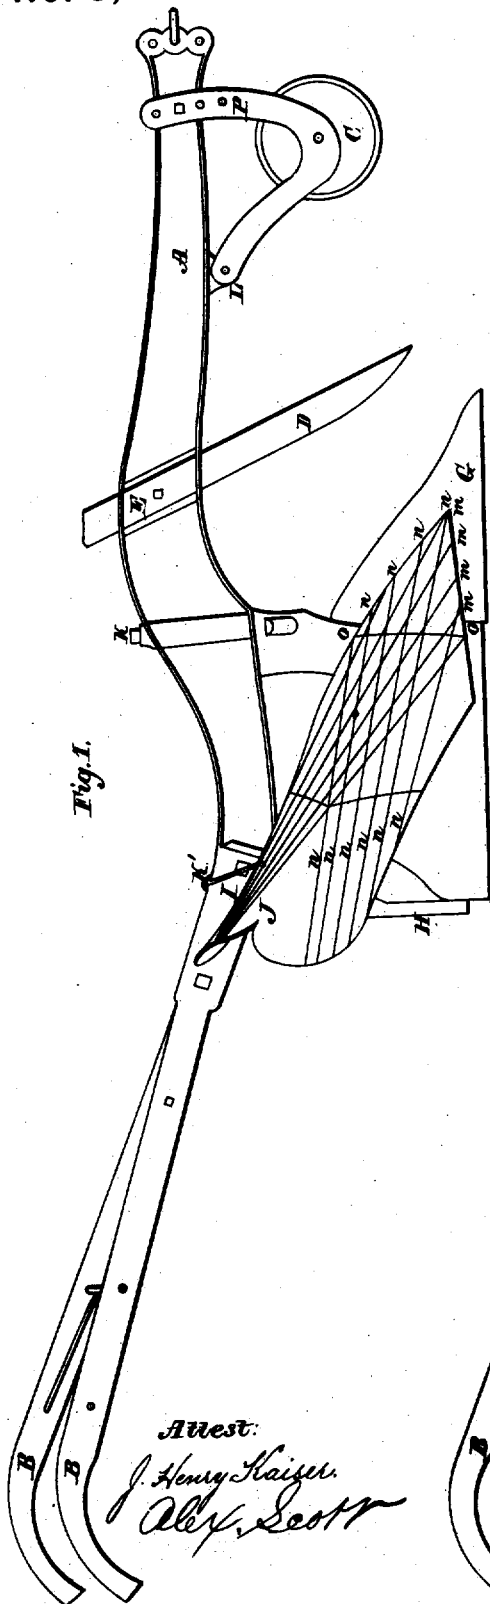 P
C
A
L
D
E
K
G
n n n n n
m m m m
O
O
Fig. 1.
K'
I
J
n
n
n
n
n
n
H
B
B
Attest:
J. Henry Kaiser.
Alex. Scott
B